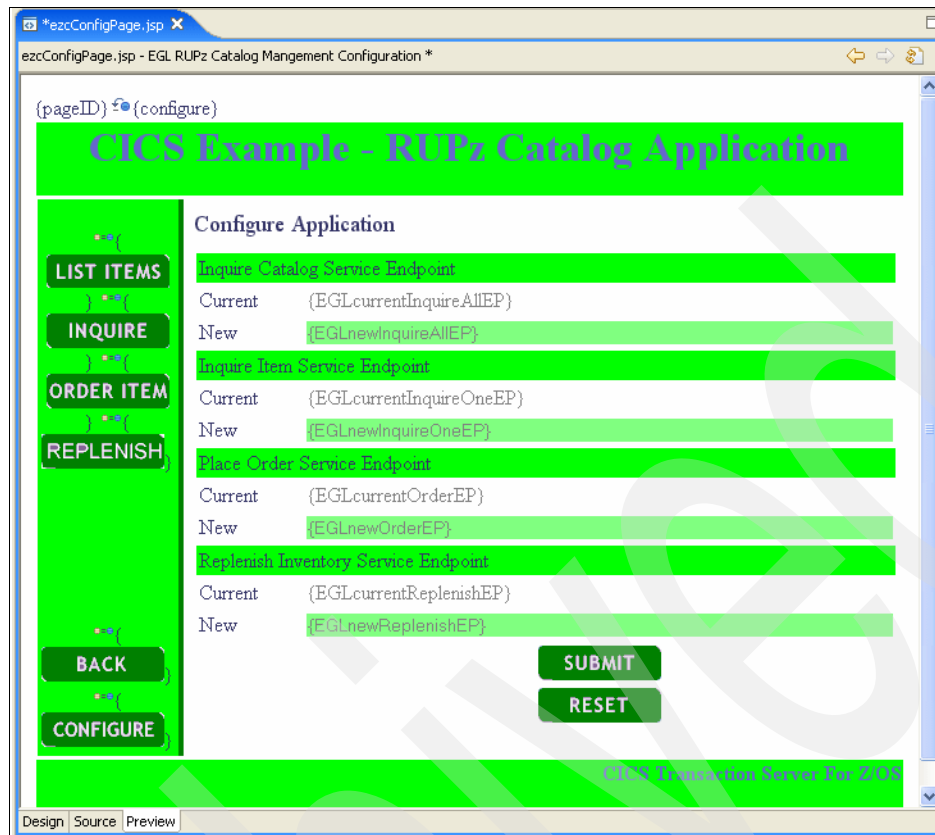 *ezcConfigPage.jsp
ezcConfigPage.jsp - EGL RUPz Catalog Mangement Configuration *
{pageID} {configure}
CICS Example - RUPz Catalog Application
{
LIST ITEMS
} {
INQUIRE
} {
ORDER ITEM
} {
REPLENISH }
{
BACK }
{
CONFIGURE }
Configure Application
Inquire Catalog Service Endpoint
Current {EGLcurrentInquireAllEP}
New {EGLnewInquireAllEP}
Inquire Item Service Endpoint
Current {EGLcurrentInquireOneEP}
New {EGLnewInquireOneEP}
Place Order Service Endpoint
Current {EGLcurrentOrderEP}
New {EGLnewOrderEP}
Replenish Inventory Service Endpoint
Current {EGLcurrentReplenishEP}
New {EGLnewReplenishEP}
SUBMIT
RESET
CICS Transaction Server For Z/OS
Design Source Preview